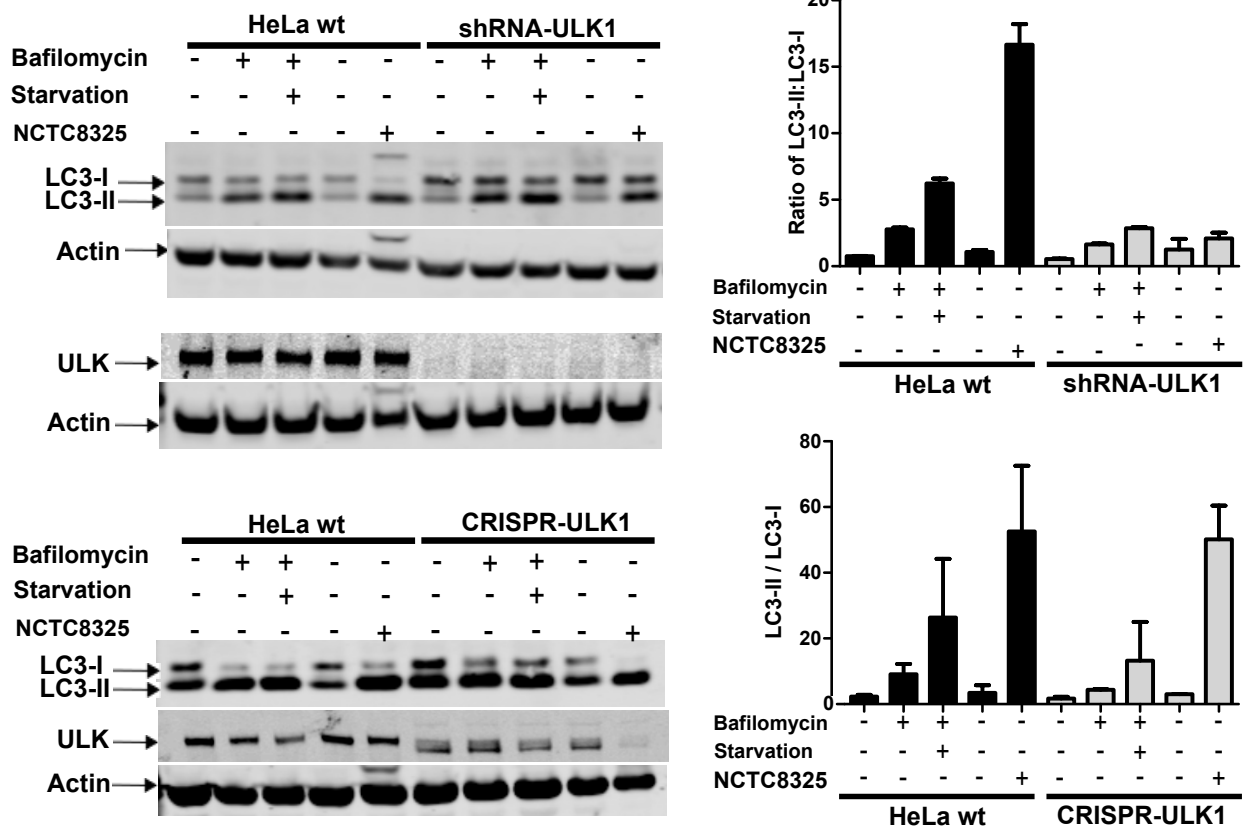 HeLa wt shRNA-ULK1
Bafilomycin - + + - - - + + - -
Starvation - - + - - - - + - -
NCTC8325 - - - - + - - - - +
LC3-I
LC3-II
Actin
ULK
Actin
HeLa wt CRISPR-ULK1
Bafilomycin - + + - - - + + - -
Starvation - - + - - - - + - -
NCTC8325 - - - - + - - - - +
LC3-I
LC3-II
ULK
Actin
Ratio of LC3-II:LC3-I
20
15
10
5
0
Bafilomycin - + + - - - + + - -
Starvation - - + - - - - + - -
NCTC8325 - - - - + - - - - +
HeLa wt shRNA-ULK1
LC3-II / LC3-I
80
60
40
20
0
Bafilomycin - + + - - - + + - -
Starvation - - + - - - - + - -
NCTC8325 - - - - + - - - - +
HeLa wt CRISPR-ULK1